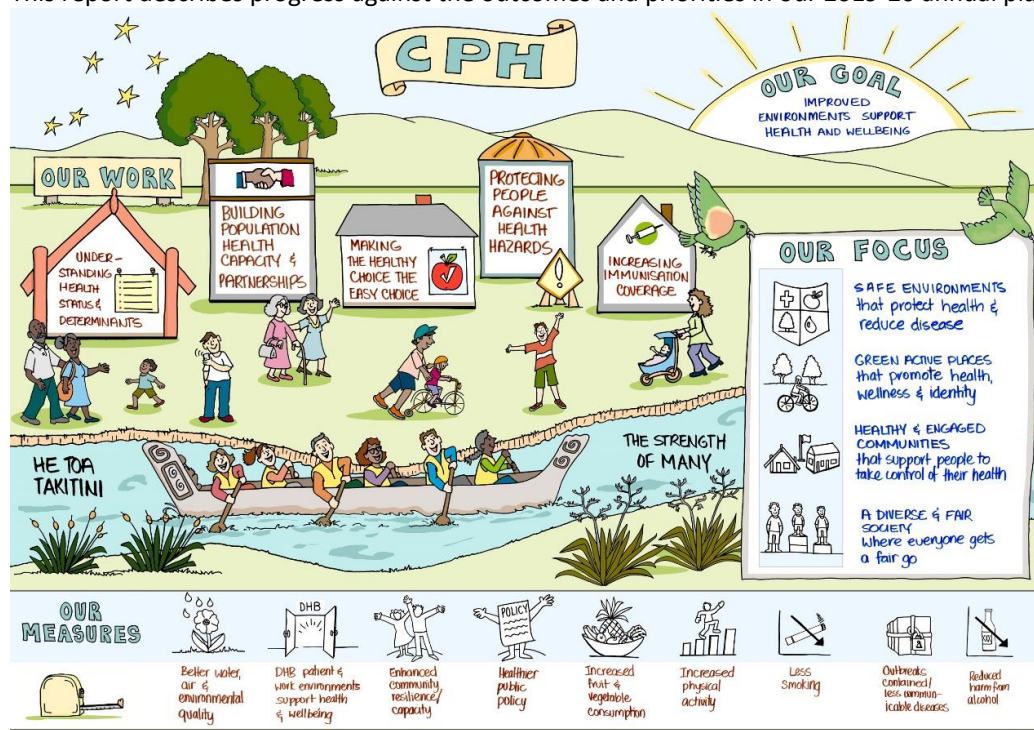 This report describes progress against the outcomes and priorities in our 2015-16 annual pla
CPH
OUR GOAL
IMPROVED
ENVIRONMENTS SUPPORT
HEALTH AND WELLBEING
OUR WORK
UNDER-
STANDING
HEALTH
STATUS &
DETERMINANTS
BUILDING
POPULATION
HEALTH
CAPACITY &
PARTNERSHIPS
MAKING
THE HEALTHY
CHOICE THE
EASY CHOICE
PROTECTING
PEOPLE
AGAINST
HEALTH
HAZARDS
!
INCREASING
IMMUNISATION
COVERAGE
OUR FOCUS
SAFE ENVIRONMENTS
that protect health &
reduce disease
GREEN ACTIVE PLACES
that promote health,
wellness & identity
HEALTHY & ENGAGED
COMMUNITIES
that support people to
take control of their health
A DIVERSE & FAIR
SOCIETY
where everyone gets
a fair go
HE TOA
TAKITINI
THE STRENGTH
OF MANY
OUR
MEASURES
Better water,
air &
environmental
quality
DHB
DHB patient &
work environments
support health
& wellbeing
Enhanced
community
resilience/
capacity
POLICY
Healthier
public
policy
Increased
fruit &
vegetable
consumption
Increased
physical
activity
Less
smoking
Outbreaks
contained/
less commun-
icable diseases
Reduced
harm from
alcohol